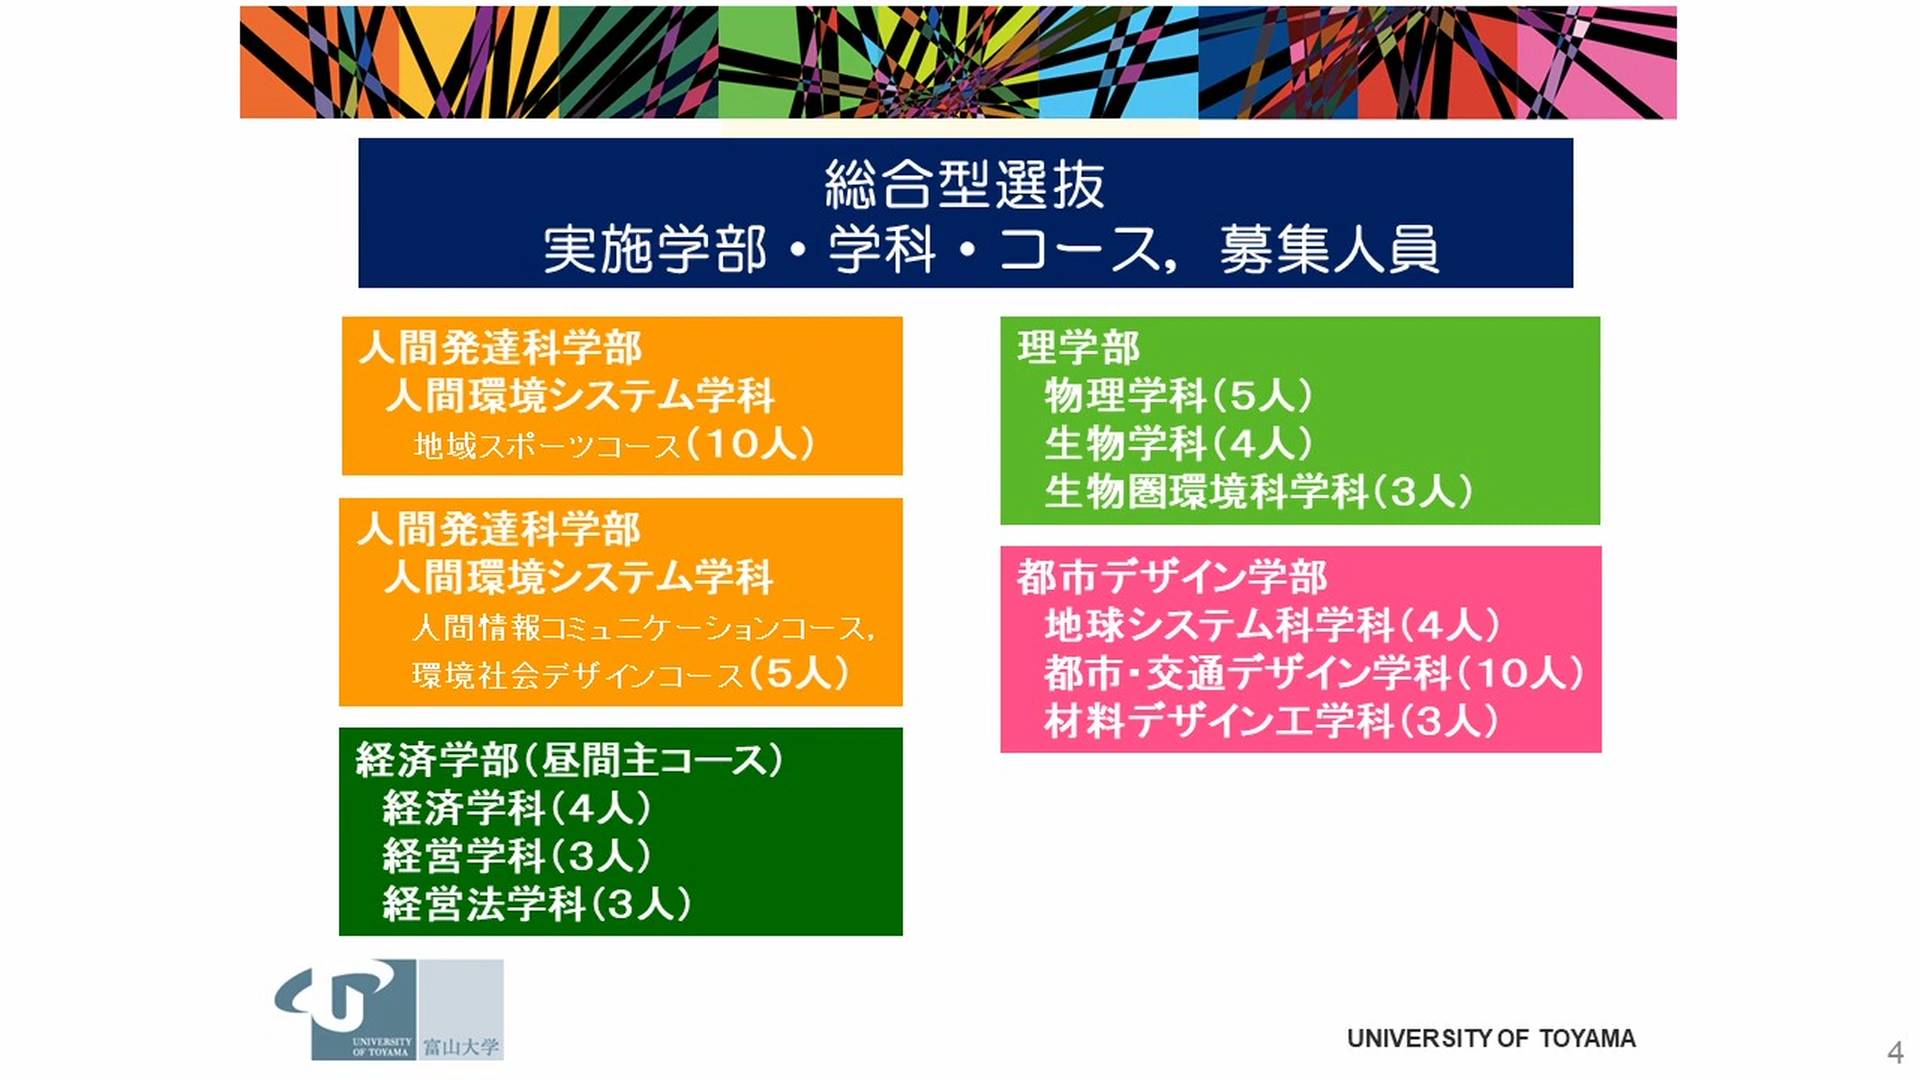 総合型選抜
実施学部・学科・コース，募集人員
人間発達科学部
人間環境システム学科
地域スポーツコース（10人）
人間発達科学部
人間環境システム学科
人間情報コミュニケーションコース，
環境社会デザインコース（5人）
経済学部（昼間主コース）
経済学科（4人）
経営学科（3人）
経営法学科（3人）
理学部
物理学科（5人）
生物学科（4人）
生物圏環境科学科（3人）
都市デザイン学部
地球システム科学科（4人）
都市・交通デザイン学科（10人）
材料デザイン工学科（3人）
UNIVERSITY
OF TOYAMA
富山大学
UNIVERSITY OF TOYAMA
4